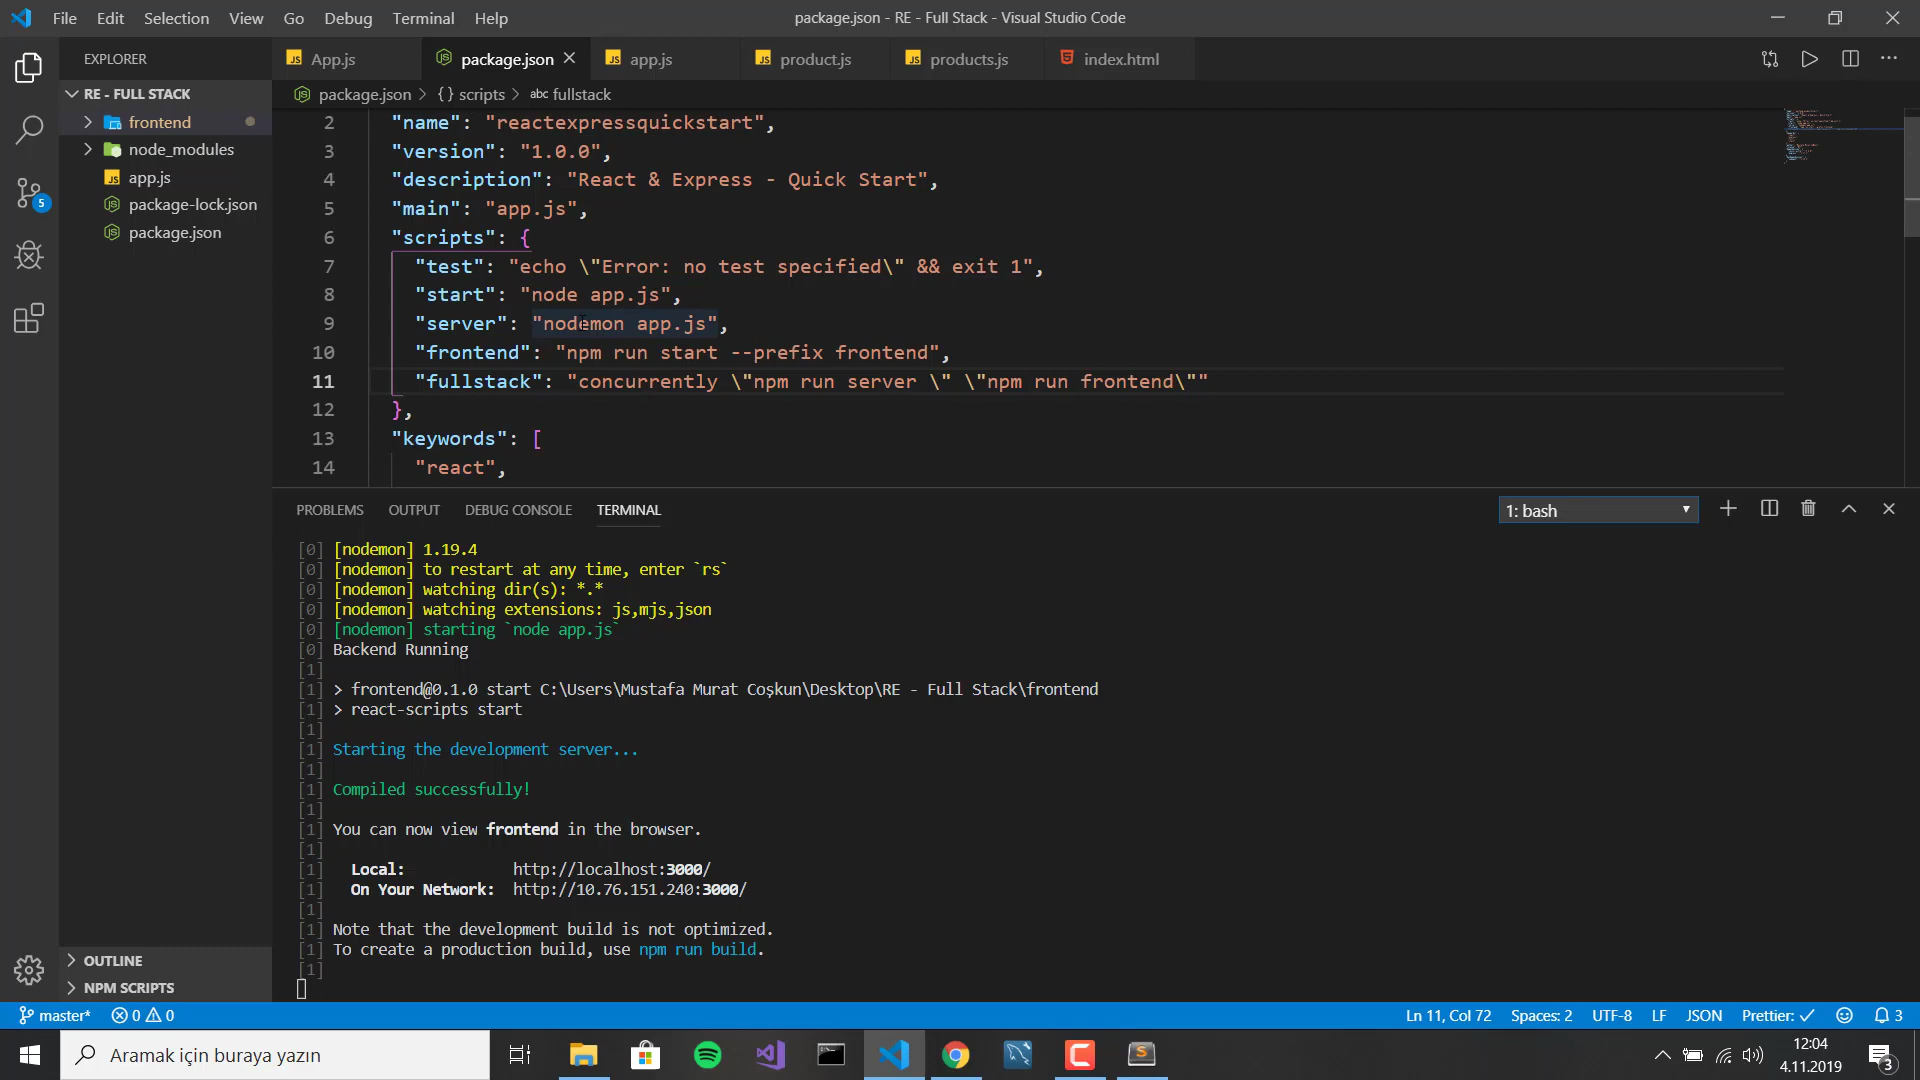 File Edit Selection View Go Debug Terminal Help
package.json - RE - Full Stack - Visual Studio Code
EXPLORER
RE - FULL STACK
frontend
node_modules
app.js
package-lock.json
package.json
5
OUTLINE
NPM SCRIPTS
App.js package.json app.js product.js products.js index.html
package.json > {} scripts > abc fullstack
2 "name": "reactexpressquickstart",
3 "version": "1.0.0",
4 "description": "React & Express - Quick Start",
5 "main": "app.js",
6 "scripts": {
7 "test": "echo \"Error: no test specified\" && exit 1",
8 "start": "node app.js",
9 "server": "nodemon app.js",
10 "frontend": "npm run start --prefix frontend",
11 "fullstack": "concurrently \"npm run server \" \"npm run frontend\""
12 },
13 "keywords": [
14 "react",
PROBLEMS OUTPUT DEBUG CONSOLE TERMINAL
1: bash
[0] [nodemon] 1.19.4
[0] [nodemon] to restart at any time, enter `rs`
[0] [nodemon] watching dir(s): *.*
[0] [nodemon] watching extensions: js,mjs,json
[0] [nodemon] starting `node app.js`
[0] Backend Running
[1]
[1] > frontend@0.1.0 start C:\Users\Mustafa Murat Coşkun\Desktop\RE - Full Stack\frontend
[1] > react-scripts start
[1]
[1] Starting the development server...
[1]
[1] Compiled successfully!
[1]
[1] You can now view frontend in the browser.
[1]
[1] Local: http://localhost:3000/
[1] On Your Network: http://10.76.151.240:3000/
[1]
[1] Note that the development build is not optimized.
[1] To create a production build, use npm run build.
[1]
master* 0 0
Ln 11, Col 72 Spaces: 2 UTF-8 LF JSON Prettier: ✓ 3
Aramak için buraya yazın
12:04
4.11.2019
3